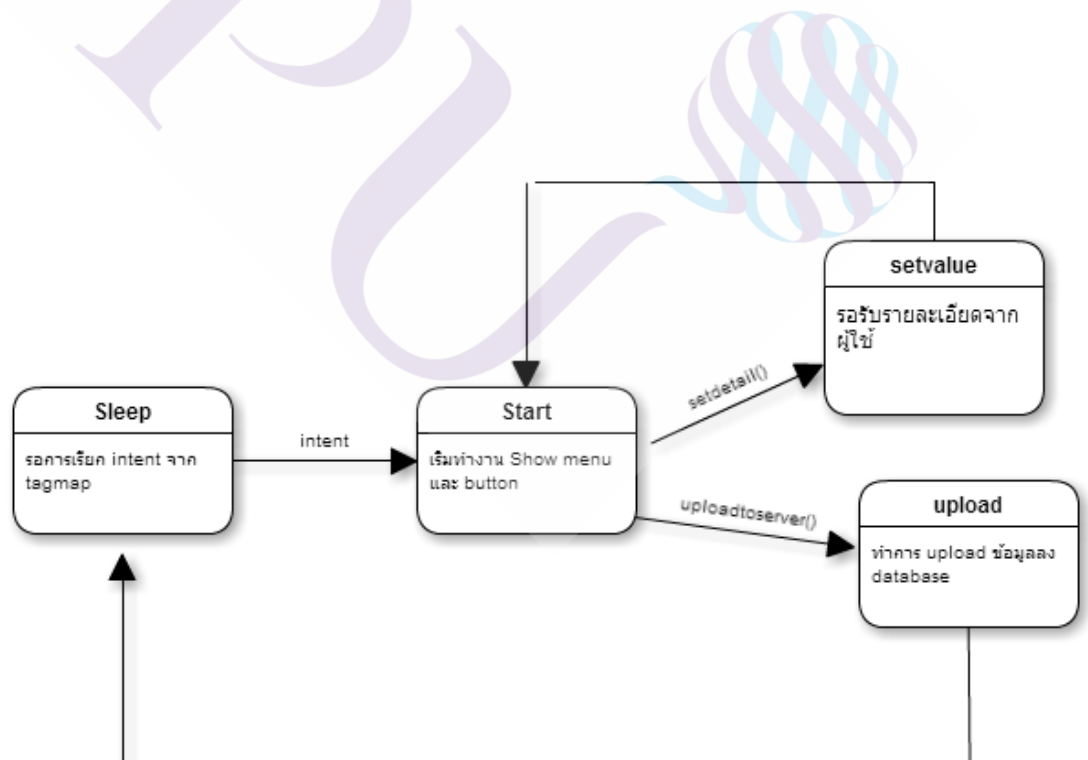 setvalue
รอรับรายละเอียดจาก
ผู้ใช้
setdetail()
Sleep
รอการเรียก intent จาก
tagmap
intent
Start
เริ่มทำงาน Show menu
และ button
uploadtoserver()
upload
ทำการ upload ข้อมูลลง
database